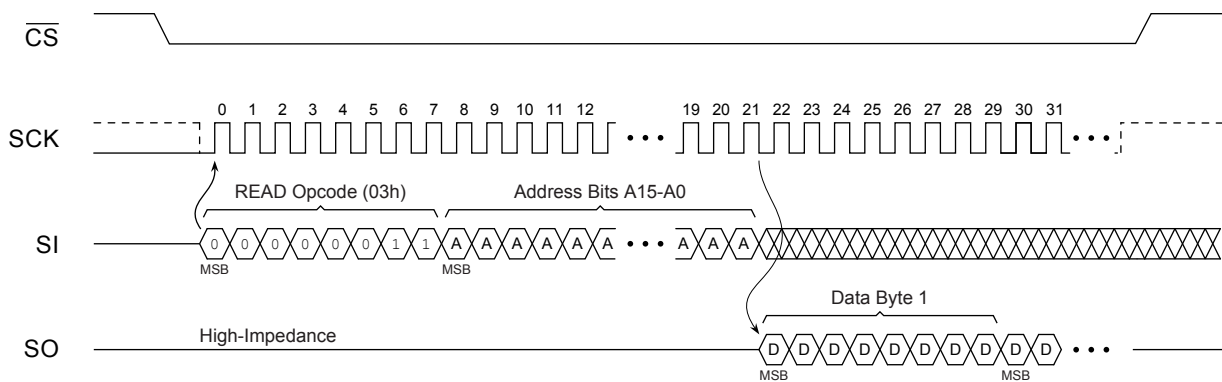 CS
0 1 2 3 4 5 6 7 8 9 10 11 12 19 20 21 22 23 24 25 26 27 28 29 30 31
SCK
READ Opcode (03h) Address Bits A15-A0
SI 0 0 0 0 0 0 1 1 A A A A A A A A A
MSB MSB
Data Byte 1
High-Impedance
SO D D D D D D D D D D
MSB MSB